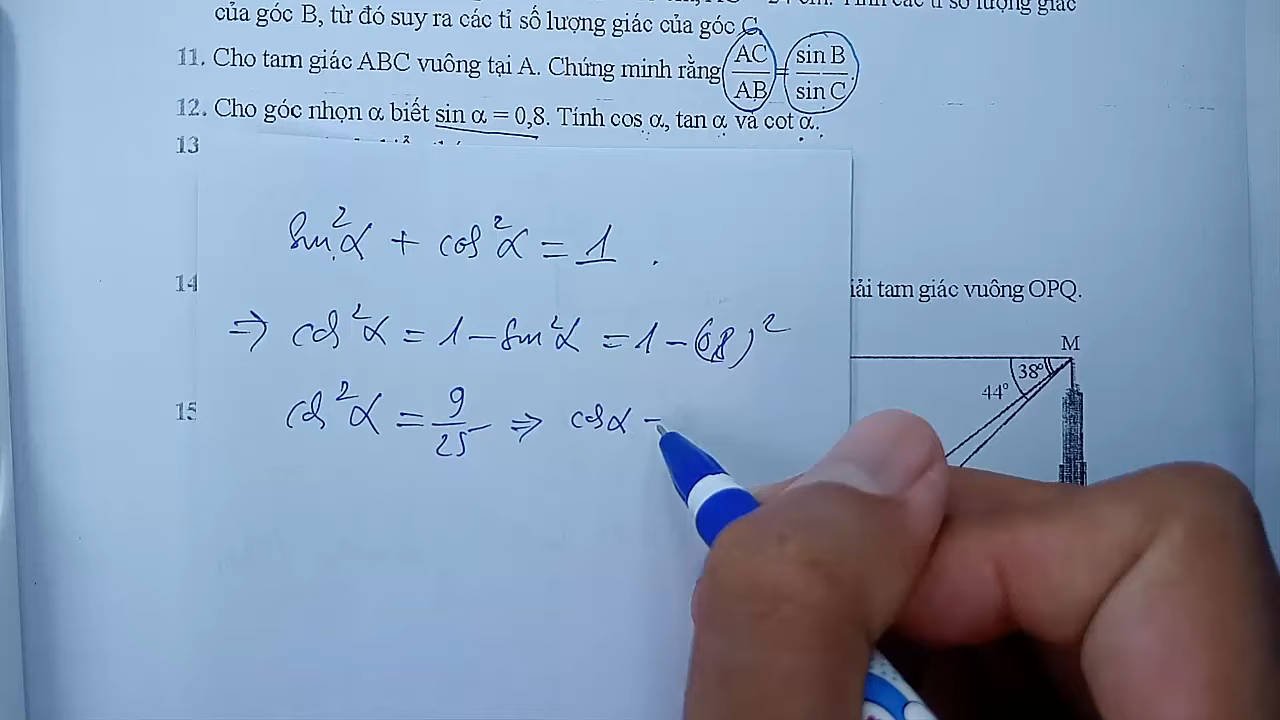 của góc B, từ đó suy ra các tỉ số lượng giác của góc C.
11. Cho tam giác ABC vuông tại A. Chứng minh rằng AC/AB = sin B/sin C.
12. Cho góc nhọn α biết sin α = 0,8. Tính cos α, tan α và cot α.
13
sin²α + cos²α = 1.
14
iải tam giác vuông OPQ.
⇒ cos²α = 1 − sin²α = 1 − (0,8)²
M
38°
44°
15
cos²α = 9/25 ⇒ cosα =